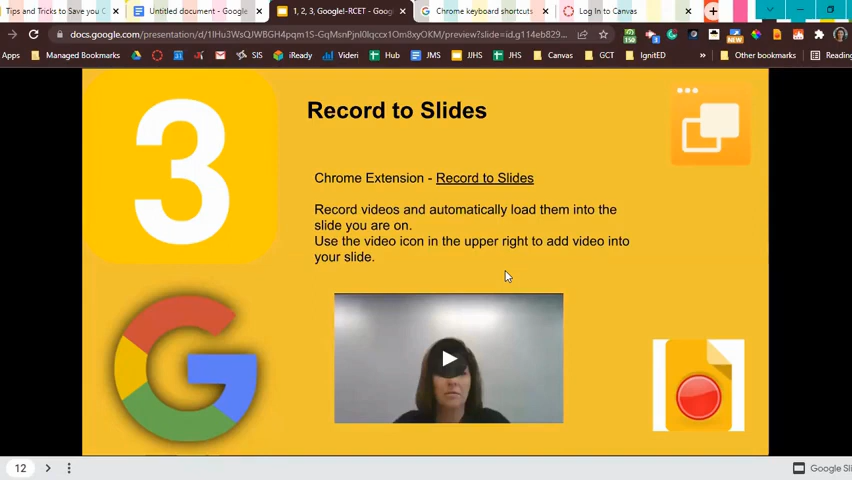 Tips and Tricks to Save you C
Untitled document - Google
1, 2, 3, Google!-RCET - Goog
Chrome keyboard shortcuts
Log In to Canvas
Apps
Managed Bookmarks
SIS
iReady
Videri
Hub
JMS
JJHS
JHS
Canvas
GCT
IgnitED
Other bookmarks
Reading
3
Record to Slides
Chrome Extension - Record to Slides
Record videos and automatically load them into the
slide you are on.
Use the video icon in the upper right to add video into
your slide.
12
Google Sli